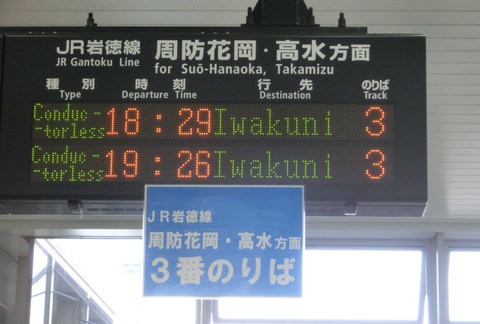 JR岩徳線 周防花岡・高水方面
JR Gantoku Line for Suō-Hanaoka, Takamizu
種別 時刻 行先 のりば
Type Departure Time Destination Track
Conduc-
-torless 18:29 Iwakuni 3
Conduc-
-torless 19:26 Iwakuni 3
JR岩徳線
周防花岡・高水方面
3番のりば